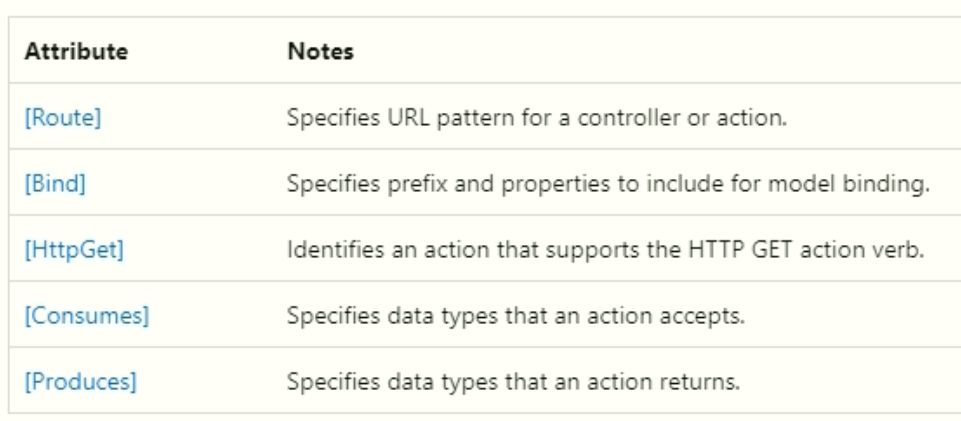 Attribute Notes
[Route] Specifies URL pattern for a controller or action.
[Bind] Specifies prefix and properties to include for model binding.
[HttpGet] Identifies an action that supports the HTTP GET action verb.
[Consumes] Specifies data types that an action accepts.
[Produces] Specifies data types that an action returns.